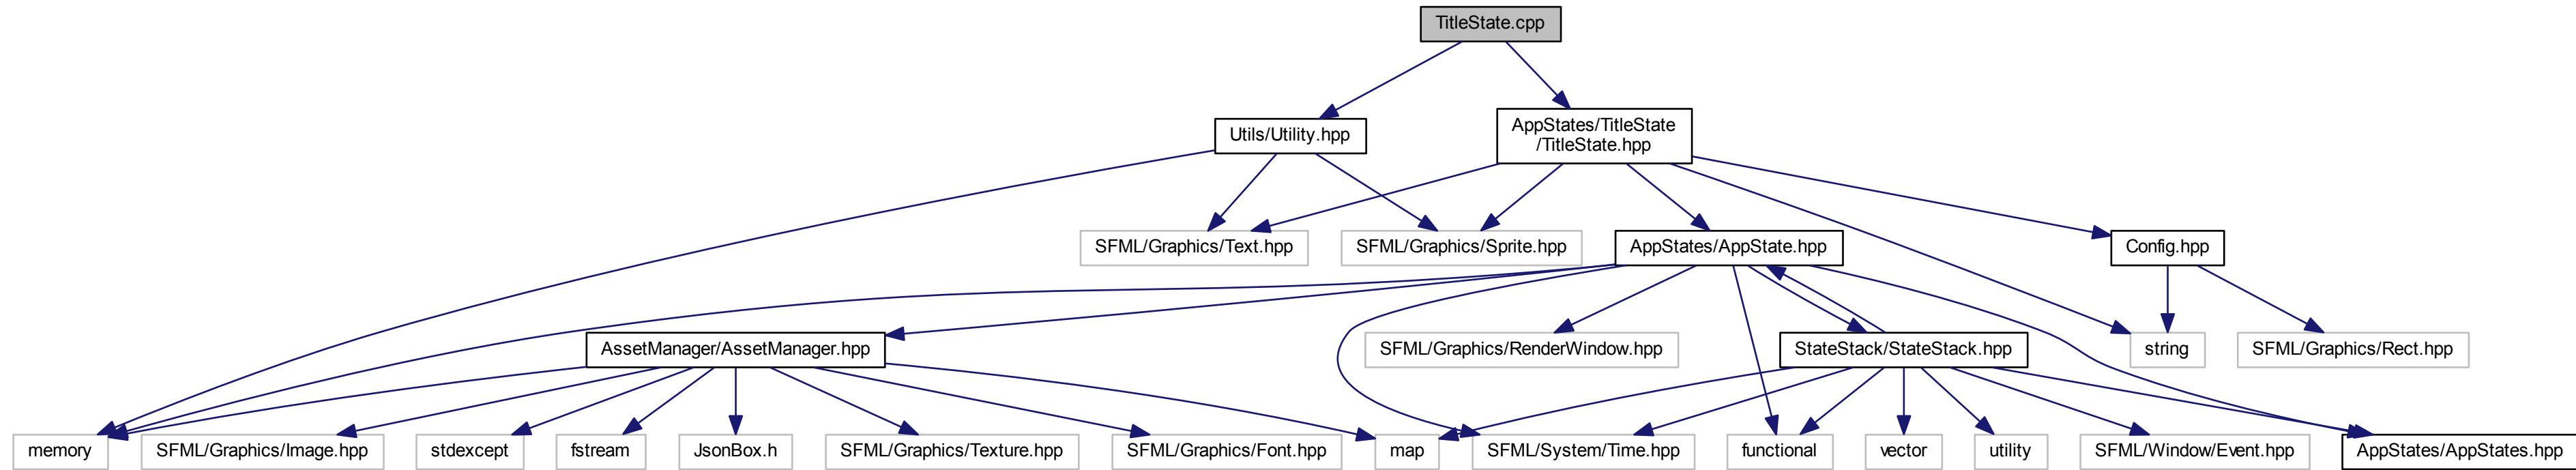 TitleState.cpp
Utils/Utility.hpp
AppStates/TitleState
/TitleState.hpp
SFML/Graphics/Text.hpp
SFML/Graphics/Sprite.hpp
AppStates/AppState.hpp
Config.hpp
AssetManager/AssetManager.hpp
SFML/Graphics/RenderWindow.hpp
StateStack/StateStack.hpp
string
SFML/Graphics/Rect.hpp
memory
SFML/Graphics/Image.hpp
stdexcept
fstream
JsonBox.h
SFML/Graphics/Texture.hpp
SFML/Graphics/Font.hpp
map
SFML/System/Time.hpp
functional
vector
utility
SFML/Window/Event.hpp
AppStates/AppStates.hpp